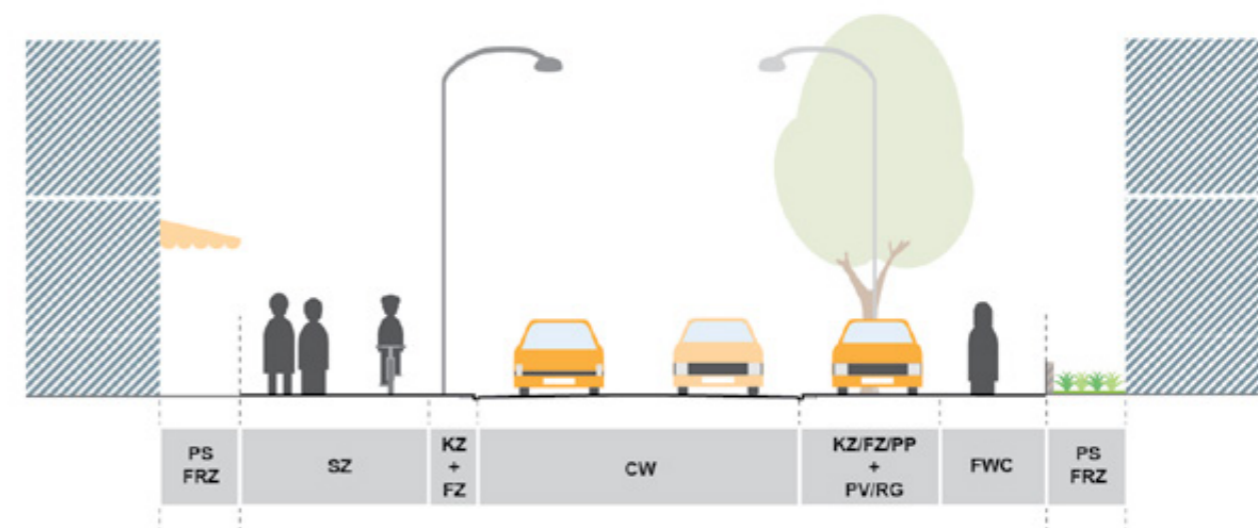 PS
FRZ
SZ
KZ
+
FZ
CW
KZ/FZ/PP
+
PV/RG
FWC
PS
FRZ